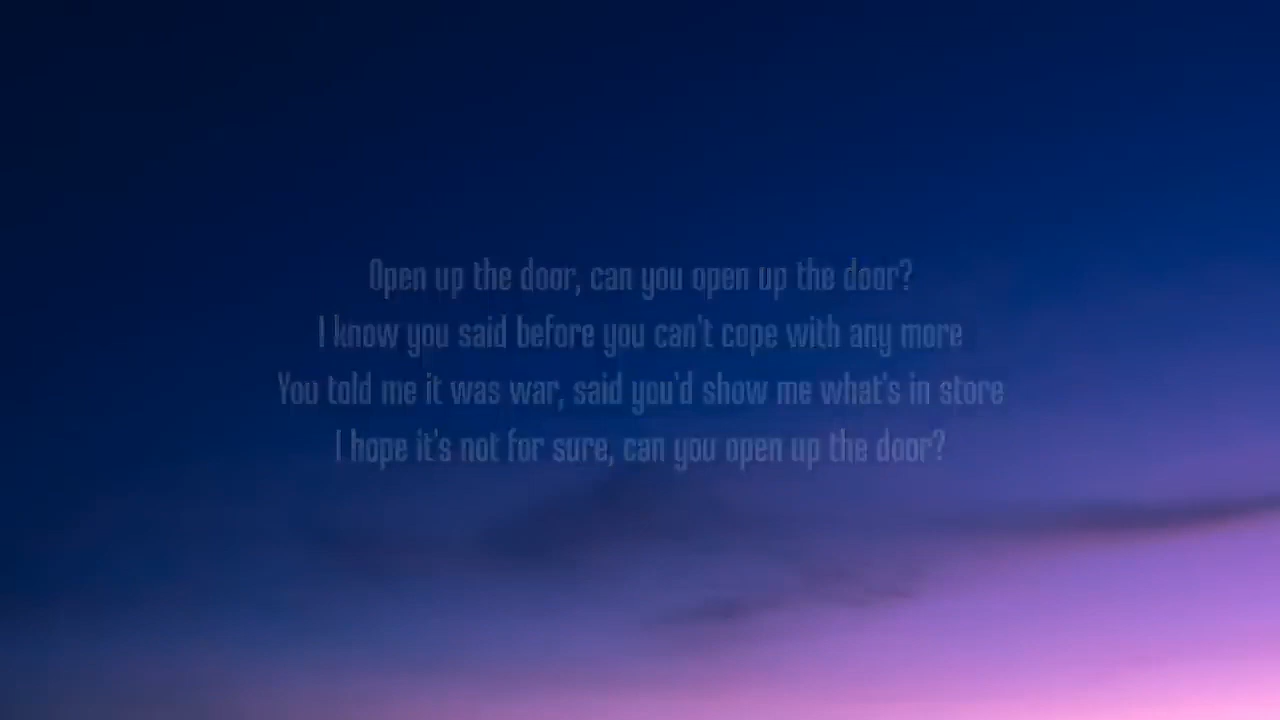 Open up the door, can you open up the door?
I know you said before you can't cope with any more
You told me it was war, said you'd show me what's in store
I hope it's not for sure, can you open up the door?